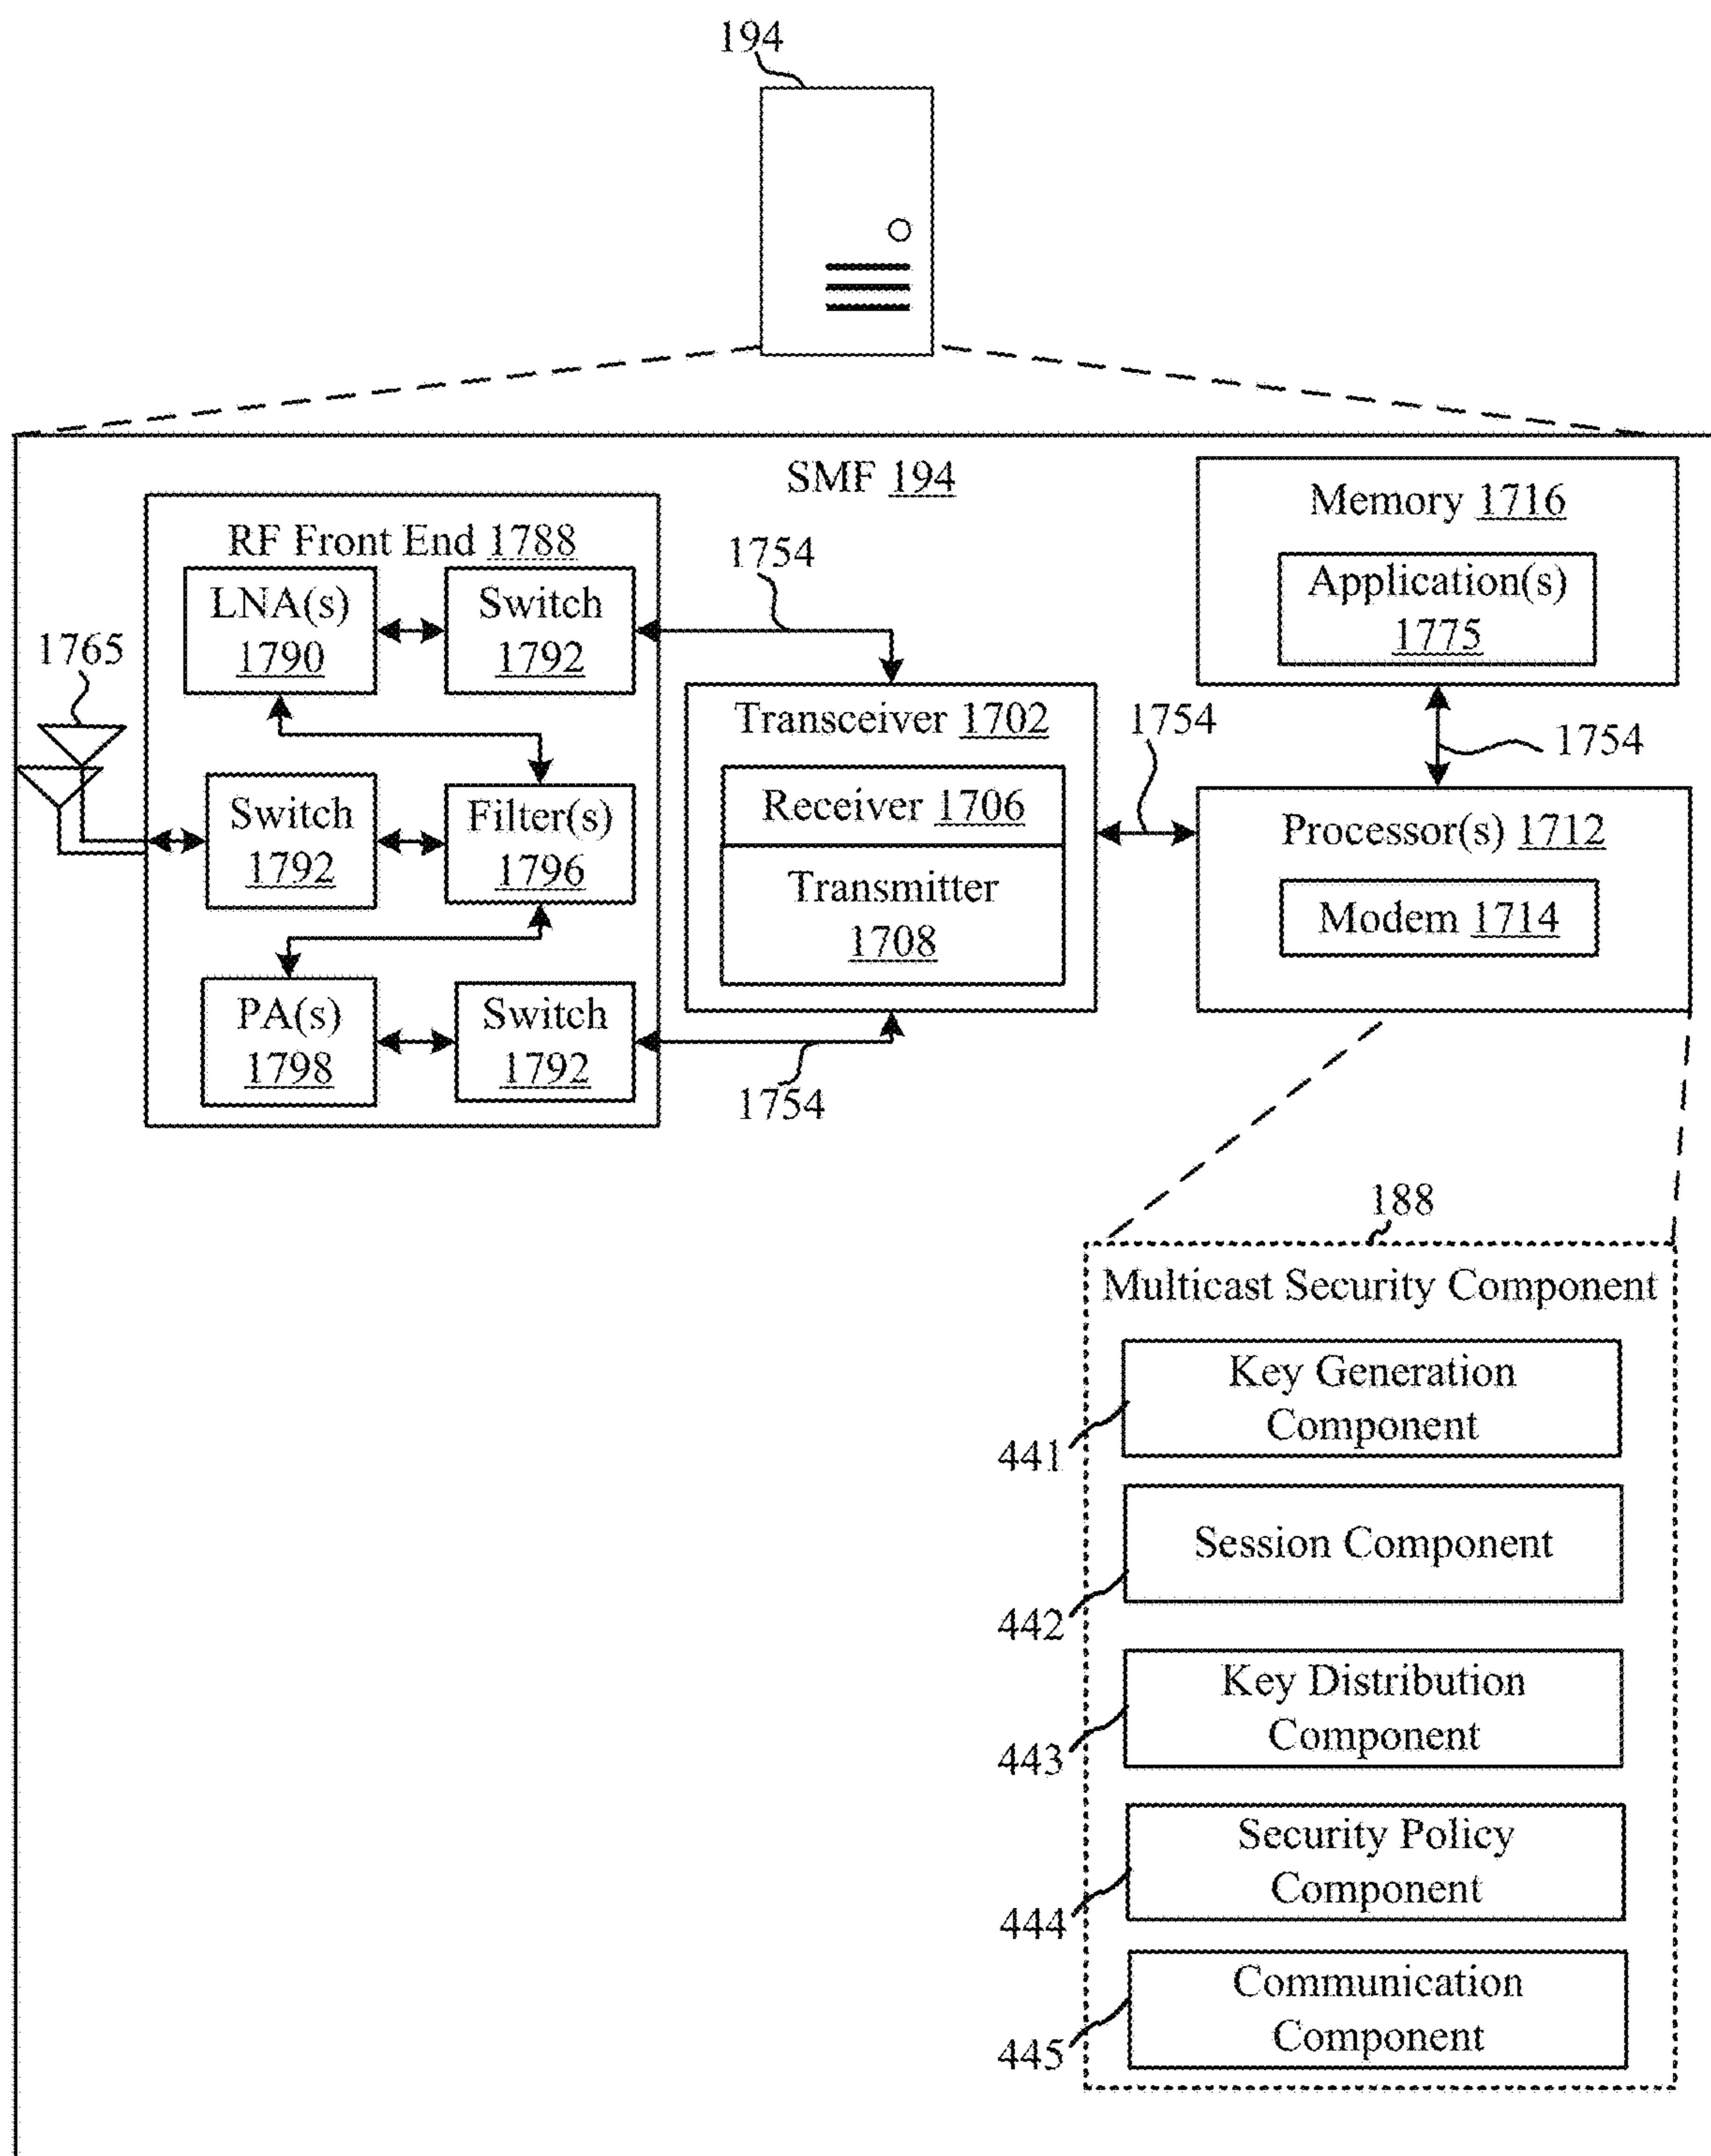 194
SMF 194
RF Front End 1788
LNA(s)
1790
Switch
1792
1754
1765
Switch
1792
Filter(s)
1796
PA(s)
1798
Switch
1792
1754
Transceiver 1702
Receiver 1706
Transmitter
1708
1754
Memory 1716
Application(s)
1775
1754
Processor(s) 1712
Modem 1714
188
Multicast Security Component
Key Generation
Component
441
Session Component
442
Key Distribution
Component
443
Security Policy
Component
444
Communication
Component
445